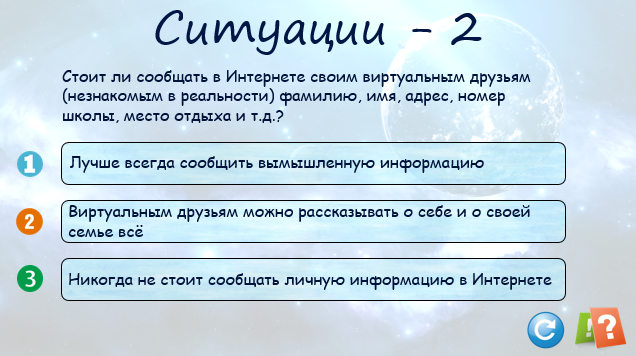 Ситуации - 2
Стоит ли сообщать в Интернете своим виртуальным друзьям
(незнакомым в реальности) фамилию, имя, адрес, номер
школы, место отдыха и т.д.?
1 Лучше всегда сообщить вымышленную информацию
2 Виртуальным друзьям можно рассказывать о себе и о своей
семье всё
3 Никогда не стоит сообщать личную информацию в Интернете
!?